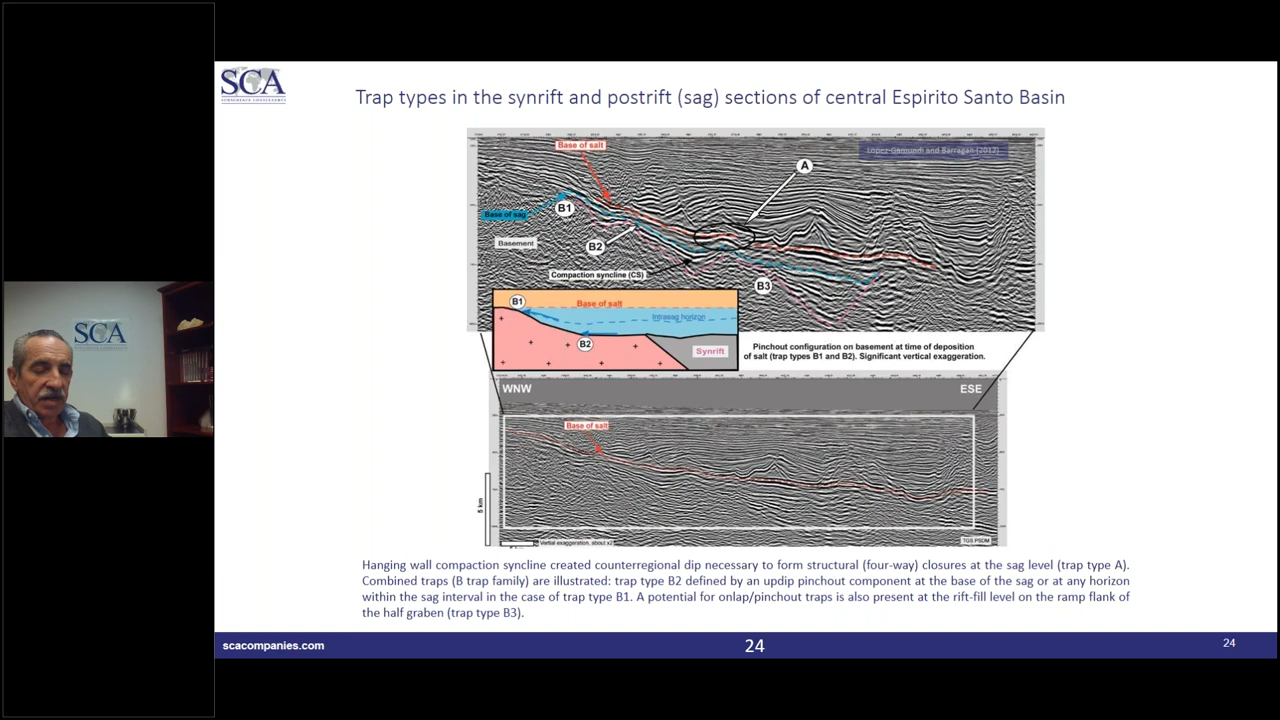 SCA
Trap types in the synrift and postrift (sag) sections of central Espirito Santo Basin
Base of salt
Lopez-Gamundi and Barragan (2012)
A
B1
Base of sag
Basement
B2
Compaction syncline (CS)
B3
B1
Base of salt
Intrasag horizon
B2
Synrift
Pinchout configuration on basement at time of deposition
of salt (trap types B1 and B2). Significant vertical exaggeration.
WNW
ESE
Base of salt
5 km
Vertial exaggeration, about x2
TGS PSDM
SCA
Hanging wall compaction syncline created counterregional dip necessary to form structural (four-way) closures at the sag level (trap type A).
Combined traps (B trap family) are illustrated: trap type B2 defined by an updip pinchout component at the base of the sag or at any horizon
within the sag interval in the case of trap type B1. A potential for onlap/pinchout traps is also present at the rift-fill level on the ramp flank of
the half graben (trap type B3).
scacompanies.com
24
24